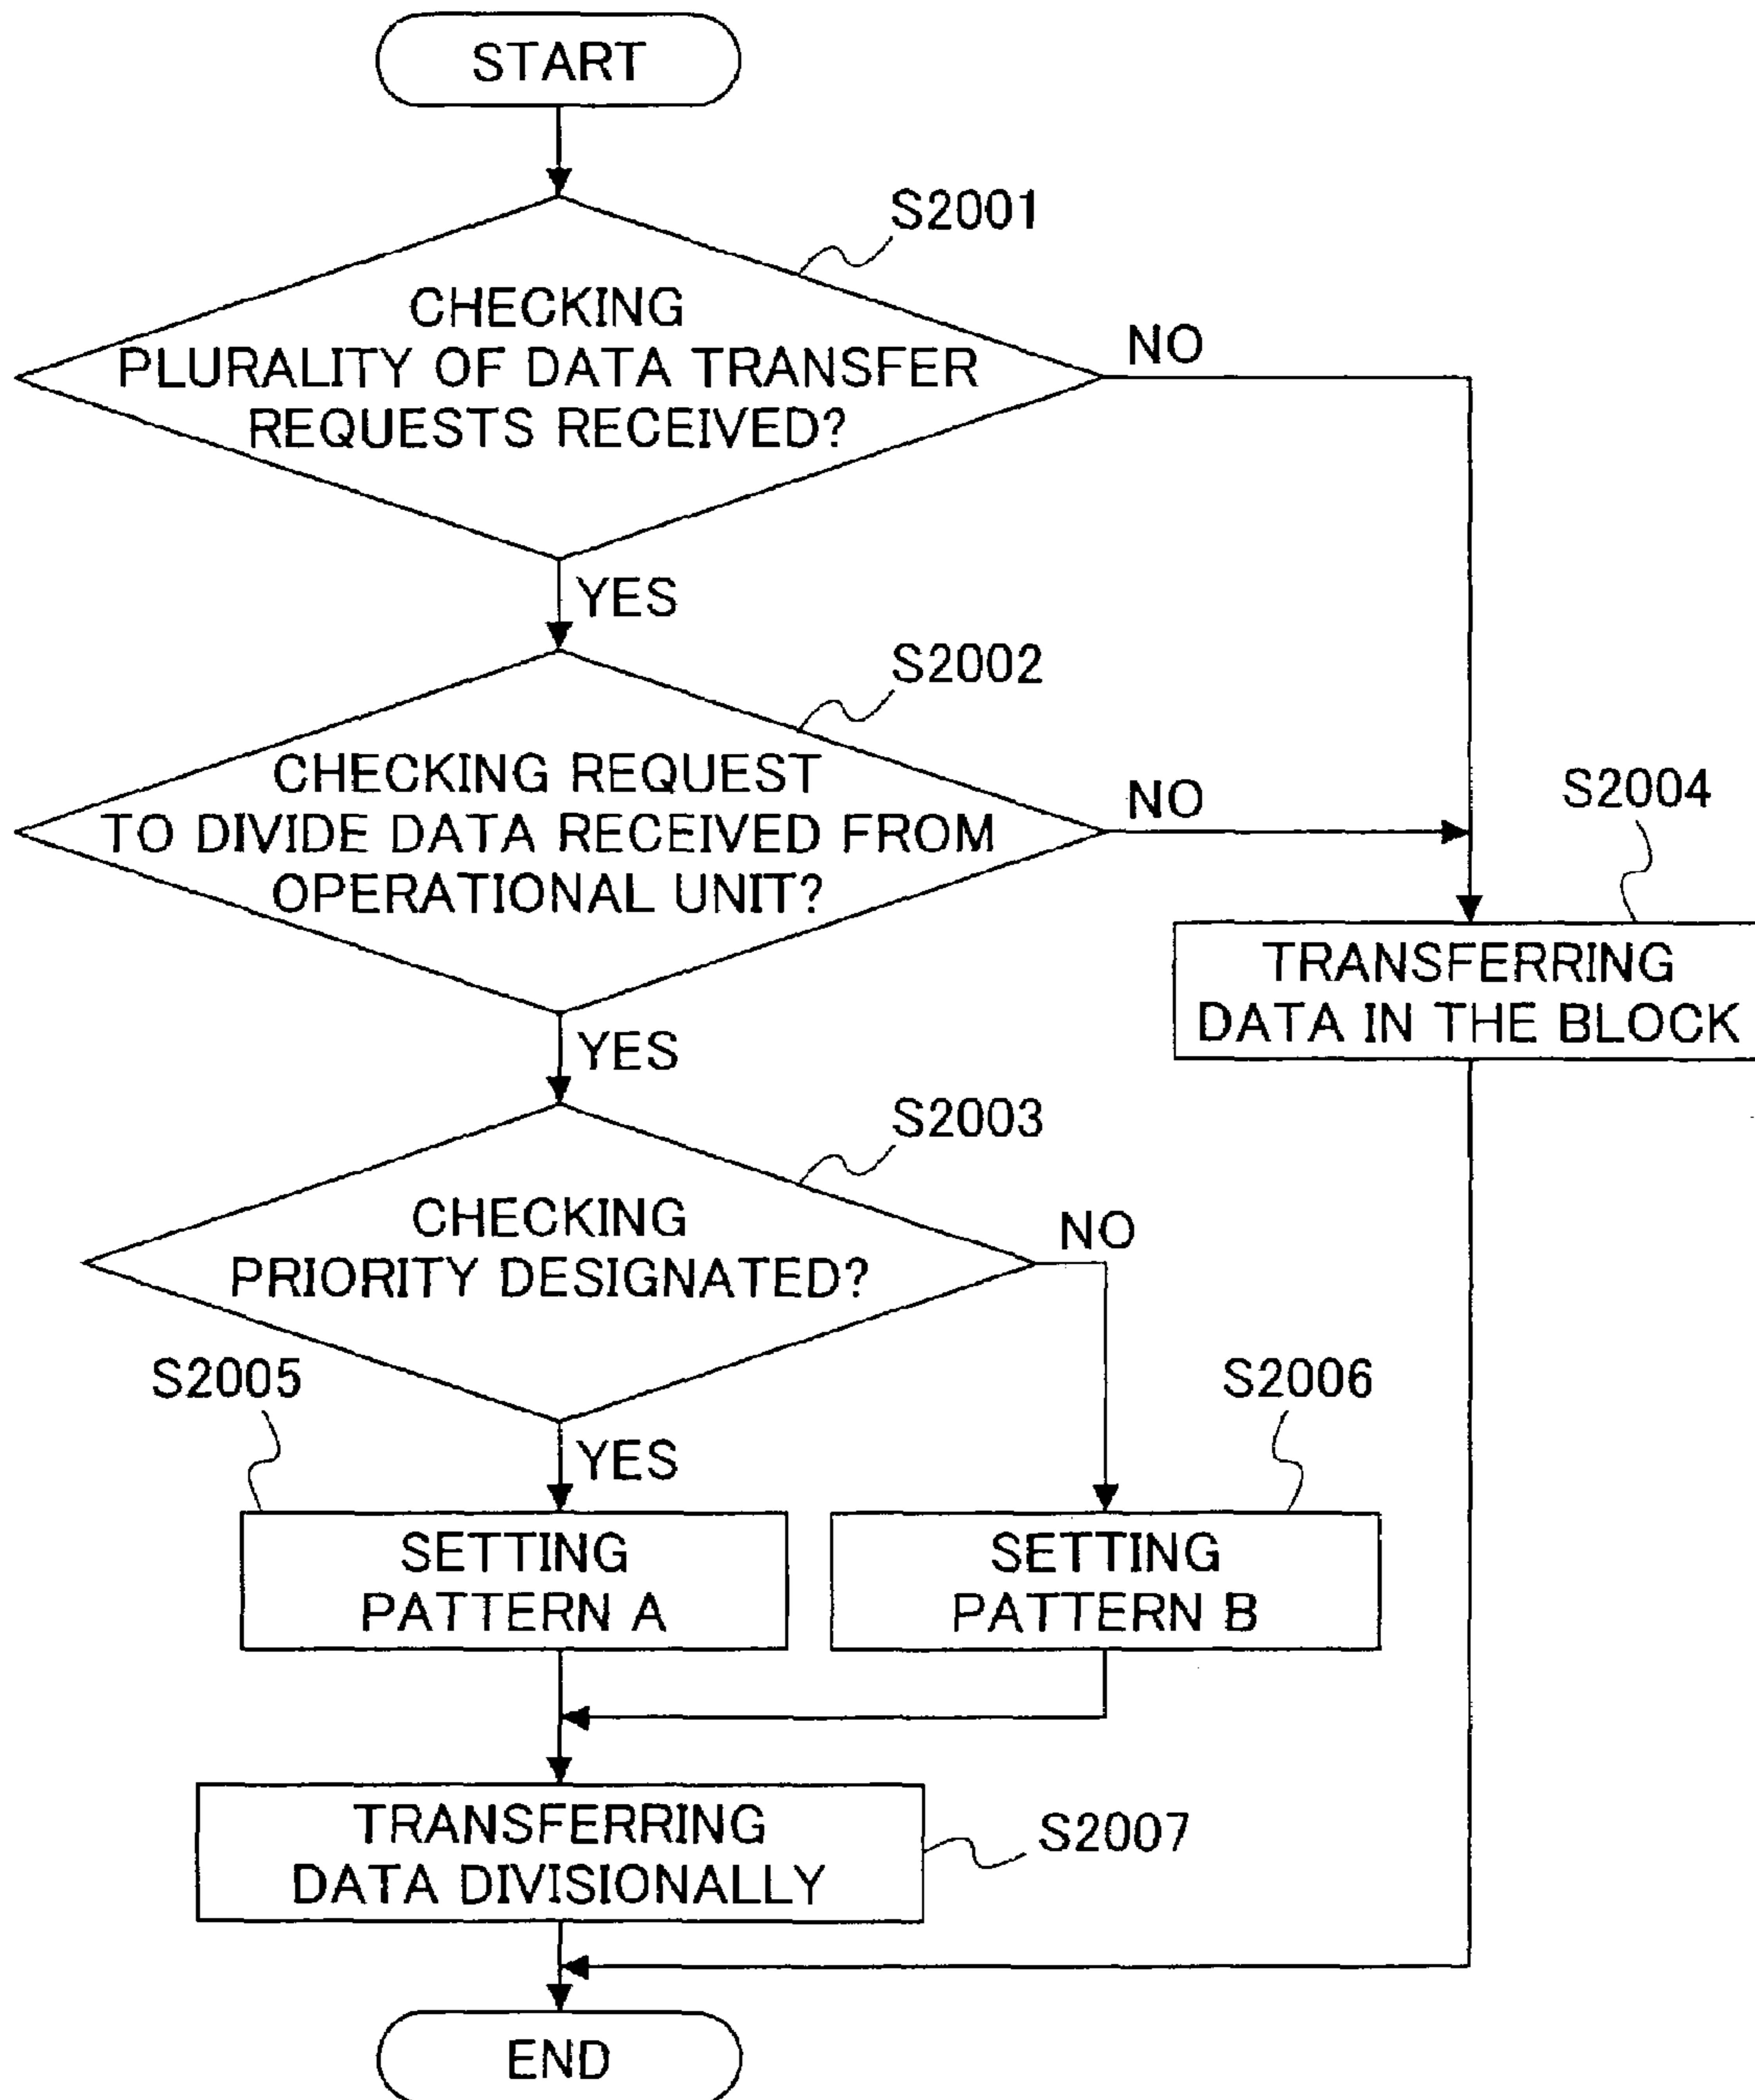 START
S2001
CHECKING
PLURALITY OF DATA TRANSFER
REQUESTS RECEIVED?
NO
YES
S2002
CHECKING REQUEST
TO DIVIDE DATA RECEIVED FROM
OPERATIONAL UNIT?
NO
S2004
TRANSFERRING
DATA IN THE BLOCK
YES
S2003
CHECKING
PRIORITY DESIGNATED?
NO
S2005
YES
S2006
SETTING
PATTERN A
SETTING
PATTERN B
TRANSFERRING
DATA DIVISIONALLY
S2007
END